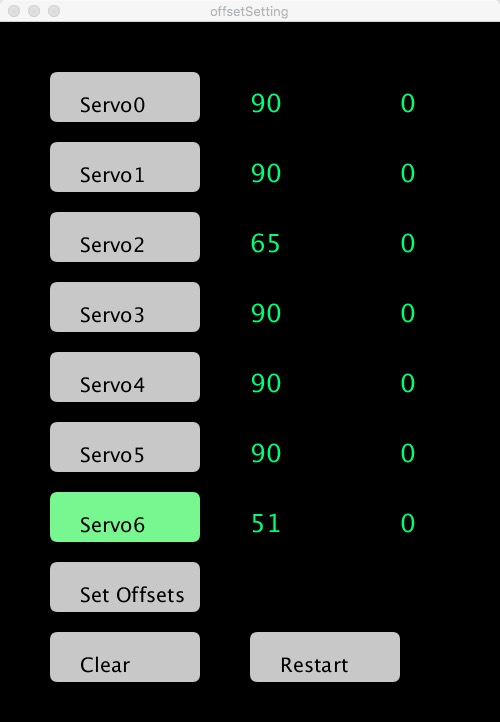 offsetSetting
Servo0 90 0
Servo1 90 0
Servo2 65 0
Servo3 90 0
Servo4 90 0
Servo5 90 0
Servo6 51 0
Set Offsets
Clear Restart